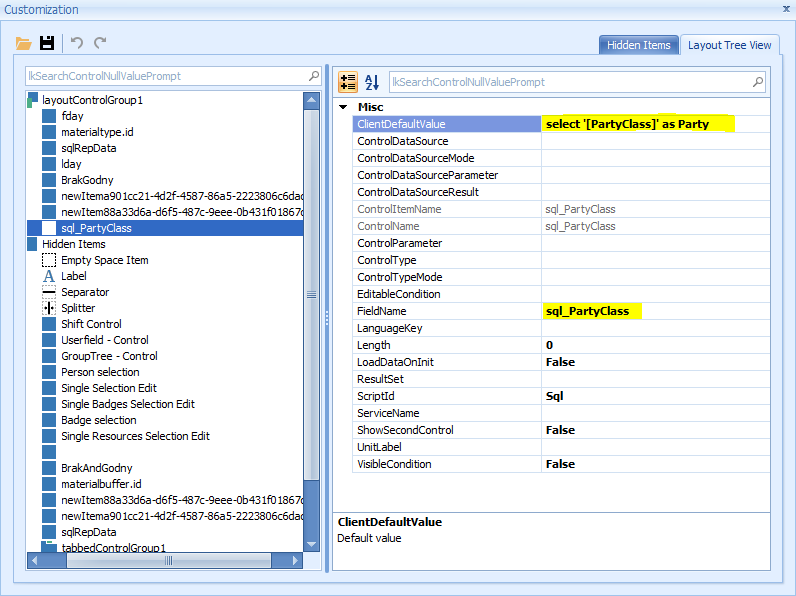 Customization
Hidden Items
Layout Tree View
lkSearchControlNullValuePrompt
lkSearchControlNullValuePrompt
layoutControlGroup1
fday
materialtype.id
sqlRepData
lday
BrakGodny
newItema901cc21-4d2f-4587-86a5-2223806c6dac
newItem88a33d6a-d6f5-487c-9eee-0b431f01867c
sql_PartyClass
Hidden Items
Empty Space Item
A Label
Separator
Splitter
Shift Control
Userfield - Control
GroupTree - Control
Person selection
Single Selection Edit
Single Badges Selection Edit
Badge selection
Single Resources Selection Edit
BrakAndGodny
materialbuffer.id
newItem88a33d6a-d6f5-487c-9eee-0b431f01867c
newItema901cc21-4d2f-4587-86a5-2223806c6dac
sqlRepData
tabbedControlGroup1
Misc
ClientDefaultValue select '[PartyClass]' as Party
ControlDataSource
ControlDataSourceMode
ControlDataSourceParameter
ControlDataSourceResult
ControlItemName sql_PartyClass
ControlName sql_PartyClass
ControlParameter
ControlType
ControlTypeMode
EditableCondition
FieldName sql_PartyClass
LanguageKey
Length 0
LoadDataOnInit False
ResultSet
ScriptId Sql
ServiceName
ShowSecondControl False
UnitLabel
VisibleCondition False
ClientDefaultValue
Default value